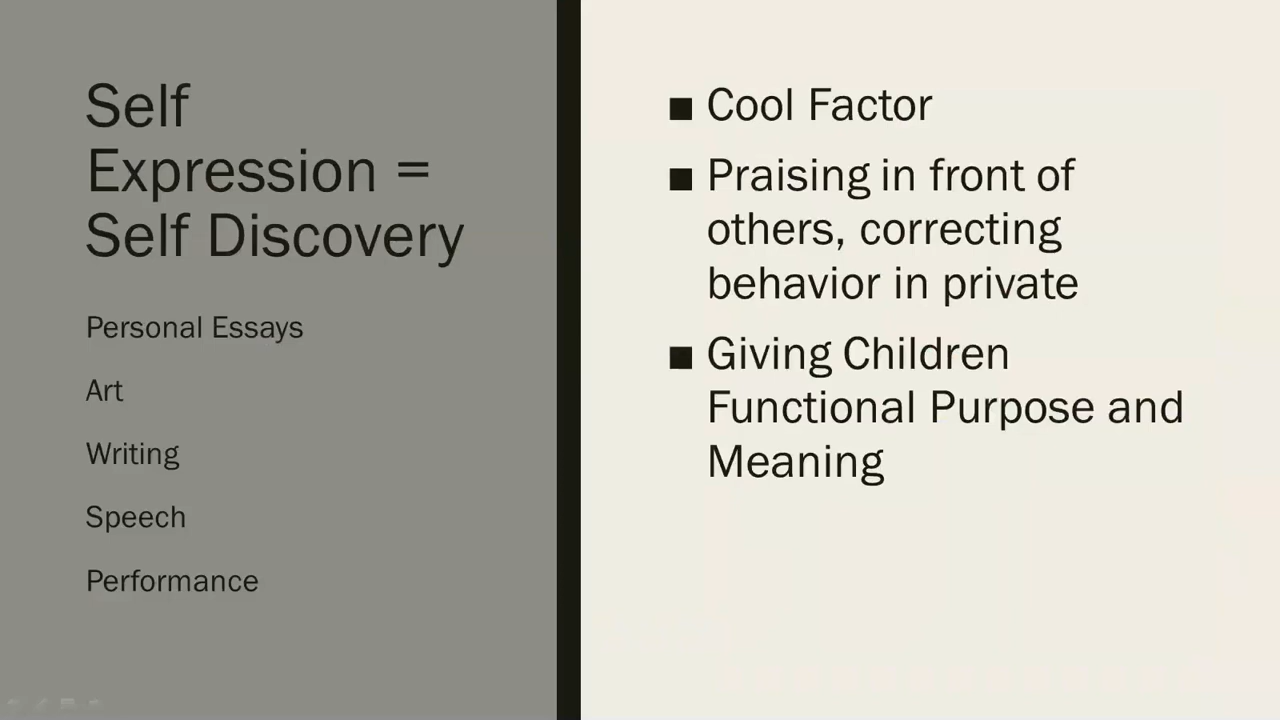 Self
Expression =
Self Discovery
Personal Essays
Art
Writing
Speech
Performance
■ Cool Factor
■ Praising in front of
others, correcting
behavior in private
■ Giving Children
Functional Purpose and
Meaning